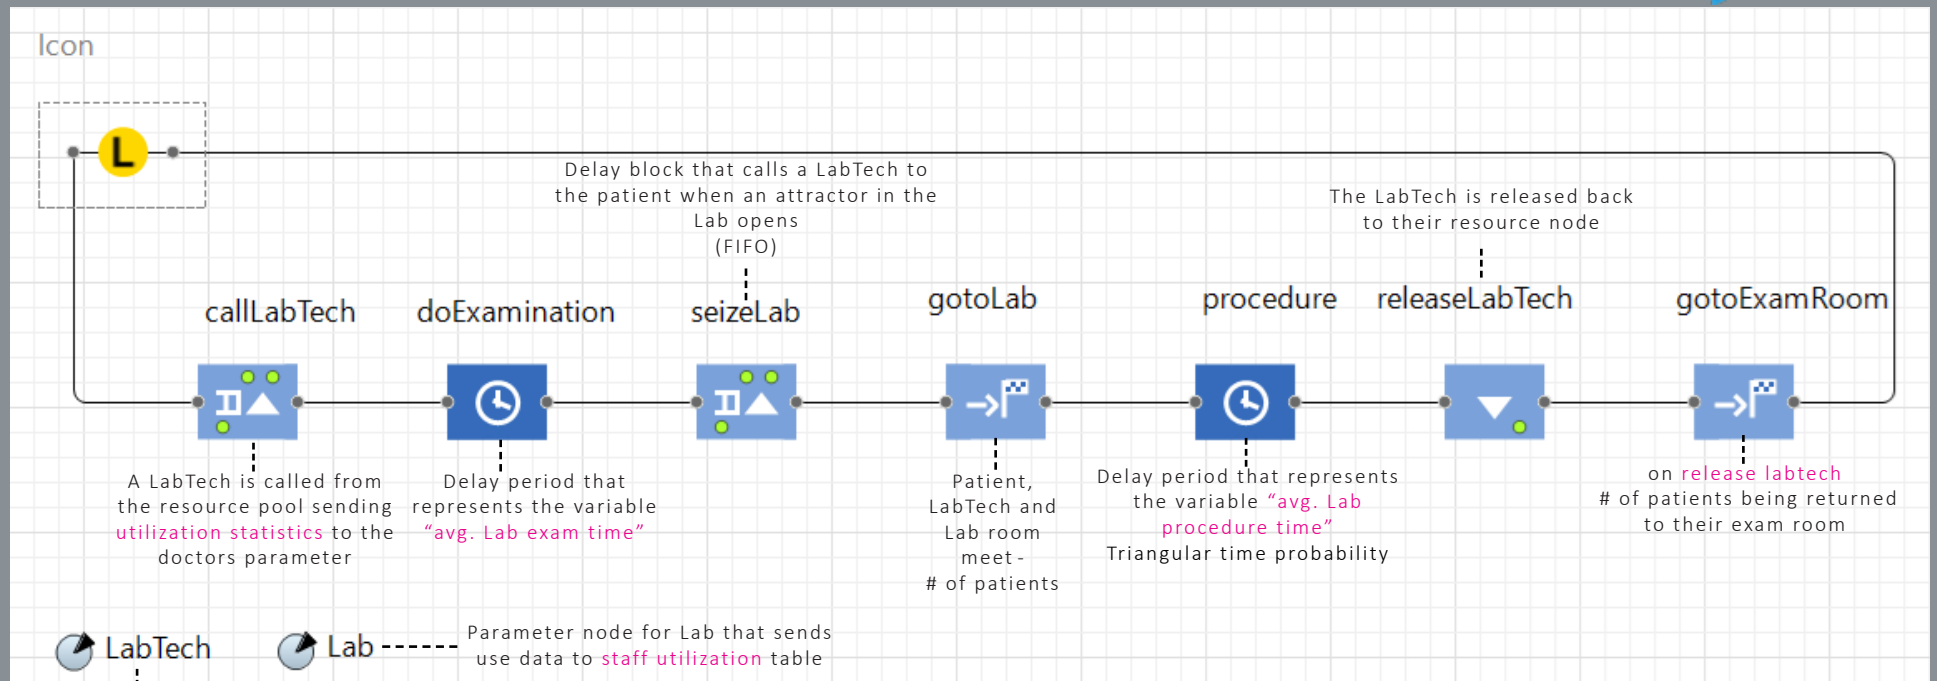 Icon
L
Delay block that calls a LabTech to
the patient when an attractor in the
Lab opens
(FIFO)
The LabTech is released back
to their resource node
callLabTech
doExamination
seizeLab
gotoLab
procedure
releaseLabTech
gotoExamRoom
A LabTech is called from
the resource pool sending
utilization statistics to the
doctors parameter
Delay period that
represents the variable
“avg. Lab exam time”
Patient,
LabTech and
Lab room
meet -
# of patients
Delay period that represents
the variable “avg. Lab
procedure time”
Triangular time probability
on release labtech
# of patients being returned
to their exam room
LabTech
Lab
Parameter node for Lab that sends
use data to staff utilization table